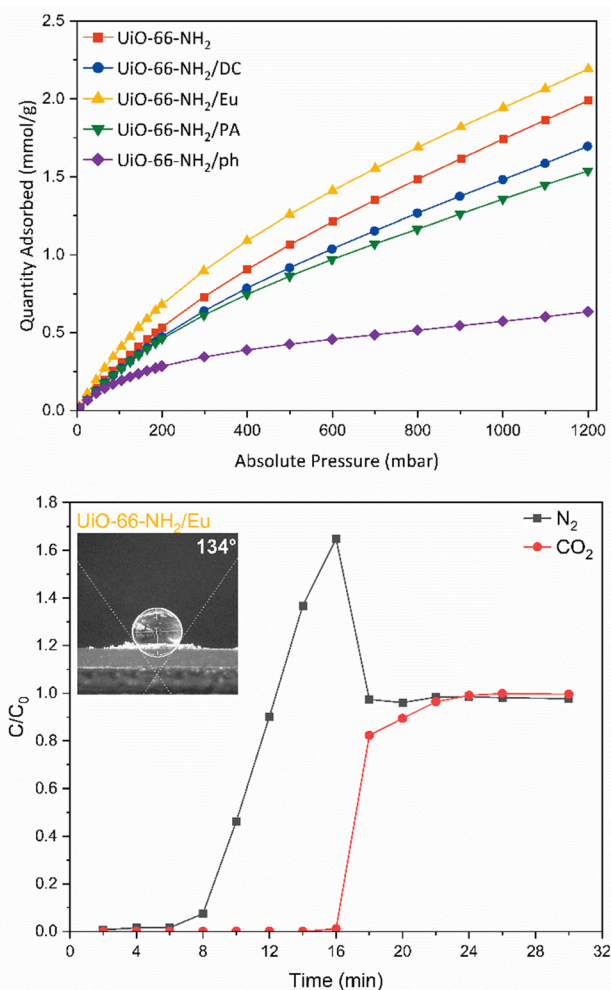 2.5
2.0
1.5
1.0
0.5
0.0
Quantity Adsorbed (mmol/g)
UiO-66-NH₂
UiO-66-NH₂/DC
UiO-66-NH₂/Eu
UiO-66-NH₂/PA
UiO-66-NH₂/ph
0 200 400 600 800 1000 1200
Absolute Pressure (mbar)
1.8
1.6
1.4
1.2
1.0
0.8
0.6
0.4
0.2
0.0
C/C₀
UiO-66-NH₂/Eu
134°
N₂
CO₂
0 4 8 12 16 20 24 28 32
Time (min)